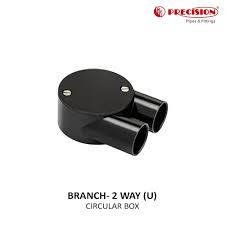 PRECISION
Pipes & Fittings
BRANCH- 2 WAY (U)
CIRCULAR BOX